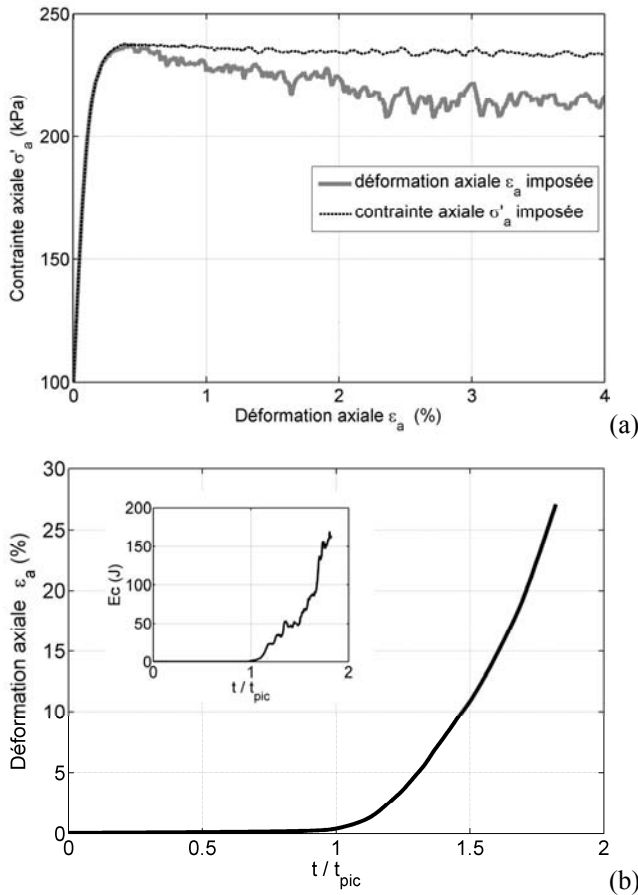 250
200
150
100
Contrainte axiale σ'a (kPa)
déformation axiale εa imposée
contrainte axiale σ'a imposée
0 1 2 3 4
Déformation axiale εa (%)
(a)
30
25
20
15
10
5
0
Déformation axiale εa (%)
200
150
100
50
0
Ec (J)
0 1 2
t / tpic
0 0.5 1 1.5 2
t / tpic
(b)